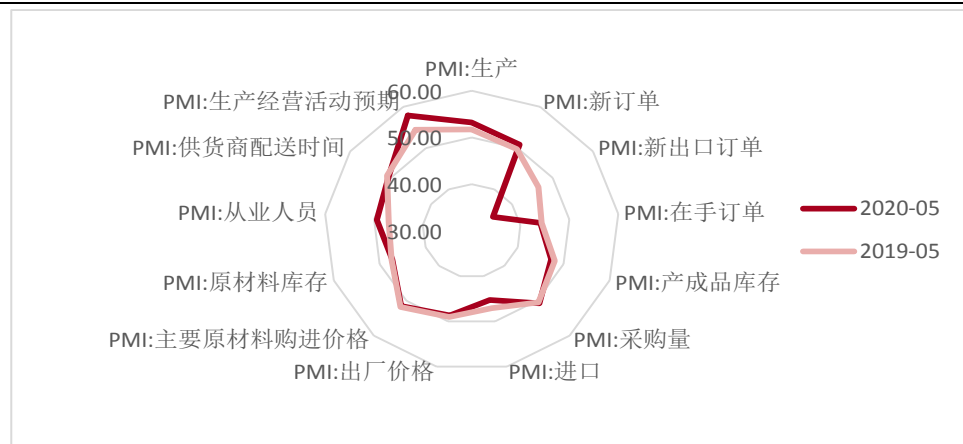 PMI:生产
60.00
PMI:生产经营活动预期
PMI:新订单
50.00
PMI:供货商配送时间
PMI:新出口订单
40.00
PMI:从业人员
PMI:在手订单
2020-05
30.00
2019-05
PMI:原材料库存
PMI:产成品库存
PMI:主要原材料购进价格
PMI:采购量
PMI:出厂价格
PMI:进口